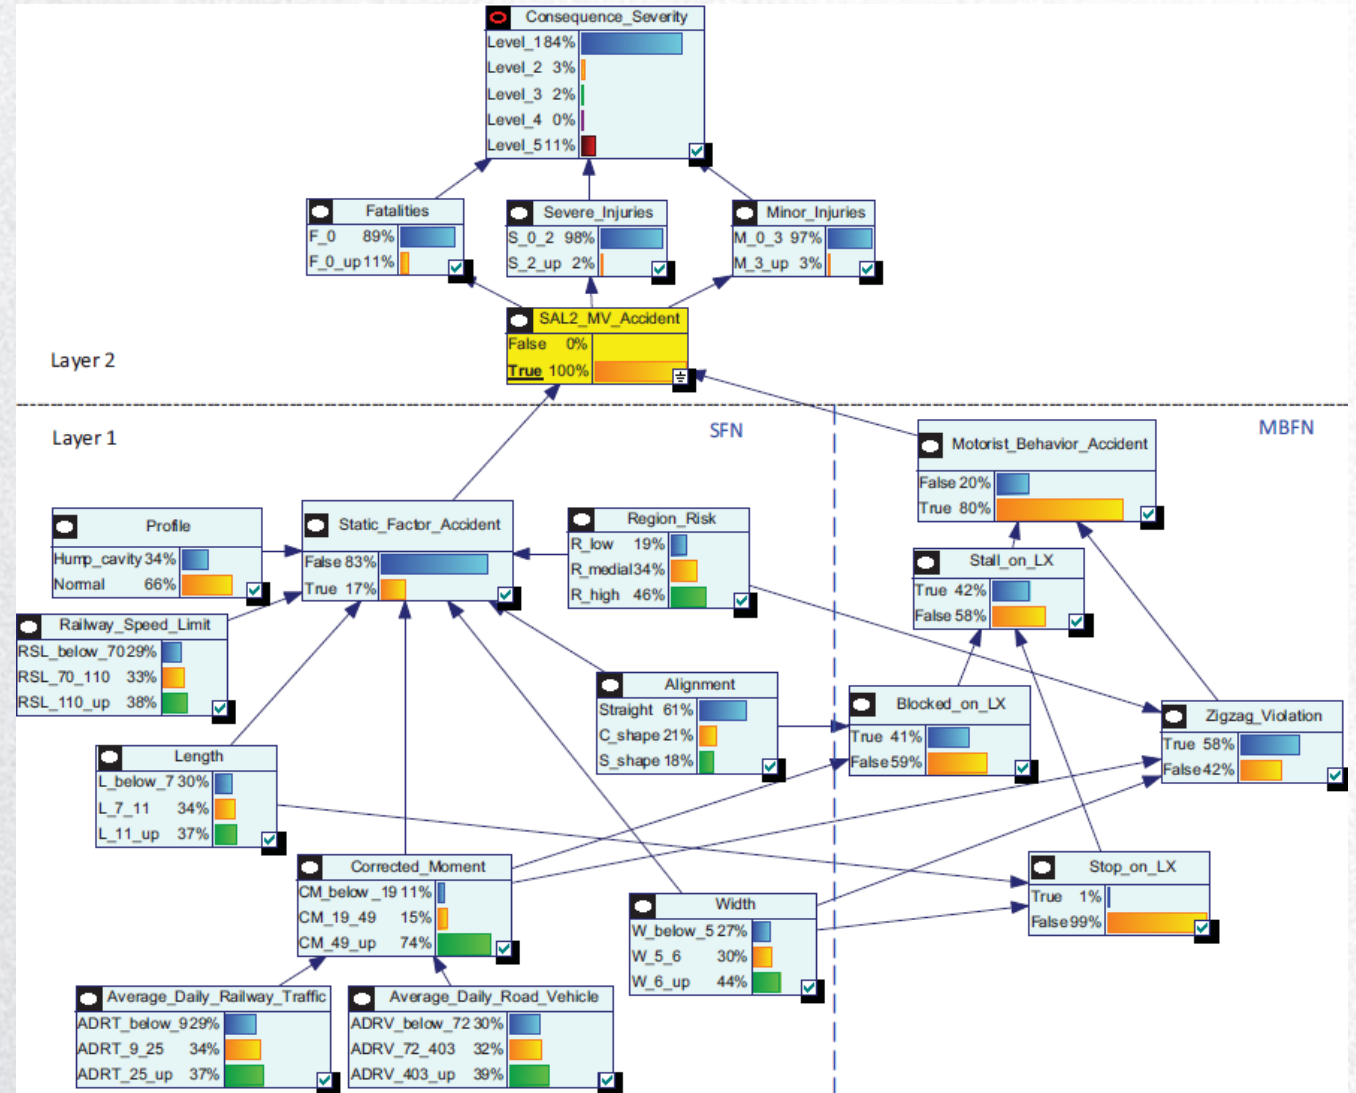 Consequence_Severity
Level_1 84%
Level_2 3%
Level_3 2%
Level_4 0%
Level_5 11%
Fatalities
F_0 89%
F_0_up 11%
Severe_Injuries
S_0_2 98%
S_2_up 2%
Minor_Injuries
M_0_3 97%
M_3_up 3%
SAL2_MV_Accident
False 0%
True 100%
Layer 2
Layer 1
SFN
MBFN
Motorist_Behavior_Accident
False 20%
True 80%
Profile
Hump_cavity 34%
Normal 66%
Static_Factor_Accident
False 83%
True 17%
Region_Risk
R_low 19%
R_medial 34%
R_high 46%
Stall_on_LX
True 42%
False 58%
Railway_Speed_Limit
RSL_below_70 29%
RSL_70_110 33%
RSL_110_up 38%
Alignment
Straight 61%
C_shape 21%
S_shape 18%
Blocked_on_LX
True 41%
False 59%
Zigzag_Violation
True 58%
False 42%
Length
L_below_7 30%
L_7_11 34%
L_11_up 37%
Corrected_Moment
CM_below_19 11%
CM_19_49 15%
CM_49_up 74%
Stop_on_LX
True 1%
False 99%
Width
W_below_5 27%
W_5_6 30%
W_6_up 44%
Average_Daily_Railway_Traffic
ADRT_below_9 29%
ADRT_9_25 34%
ADRT_25_up 37%
Average_Daily_Road_Vehicle
ADRV_below_72 30%
ADRV_72_403 32%
ADRV_403_up 39%